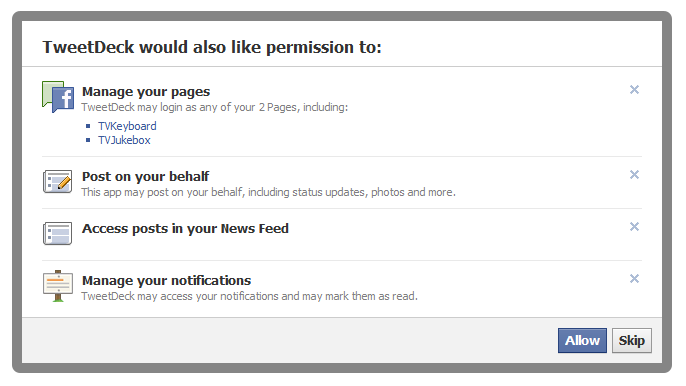 TweetDeck would also like permission to:
Manage your pages
TweetDeck may login as any of your 2 Pages, including:
TVKeyboard
TVJukebox
Post on your behalf
This app may post on your behalf, including status updates, photos and more.
Access posts in your News Feed
Manage your notifications
TweetDeck may access your notifications and may mark them as read.
Allow Skip